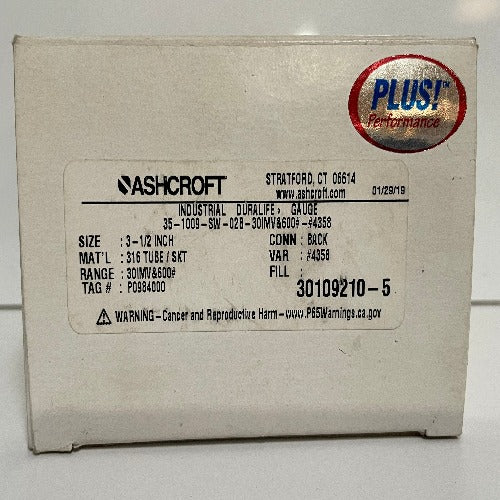 PLUS!™
Performance
ASHCROFT
STRATFORD, CT 06614
www.ashcroft.com
01/29/19
INDUSTRIAL DURALIFE® GAUGE
35-1009-SW-02B-30IMV&600#-#4358
SIZE : 3-1/2 INCH CONN : BACK
MAT'L : 316 TUBE / SKT VAR : #4358
RANGE : 30IMV&600# FILL :
TAG # : P0984000 30109210-5
WARNING-Cancer and Reproductive Harm-www.P65Warnings.ca.gov